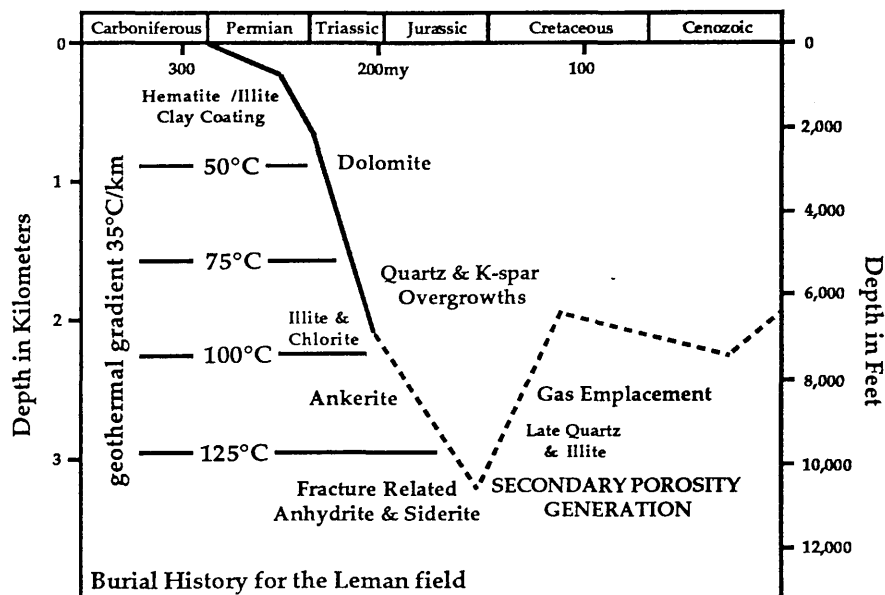 Carboniferous Permian Triassic Jurassic Cretaceous Cenozoic
0 300 200my 100 0
Hematite /Illite
Clay Coating
2,000
50°C Dolomite
1
4,000
75°C Quartz & K-spar
Overgrowths
6,000
Illite &
Chlorite
2
100°C
8,000
Ankerite Gas Emplacement
Late Quartz
& Illite
125°C
3
10,000
Fracture Related SECONDARY POROSITY
Anhydrite & Siderite GENERATION
12,000
Depth in Kilometers
geothermal gradient 35°C/km
Depth in Feet
Burial History for the Leman field